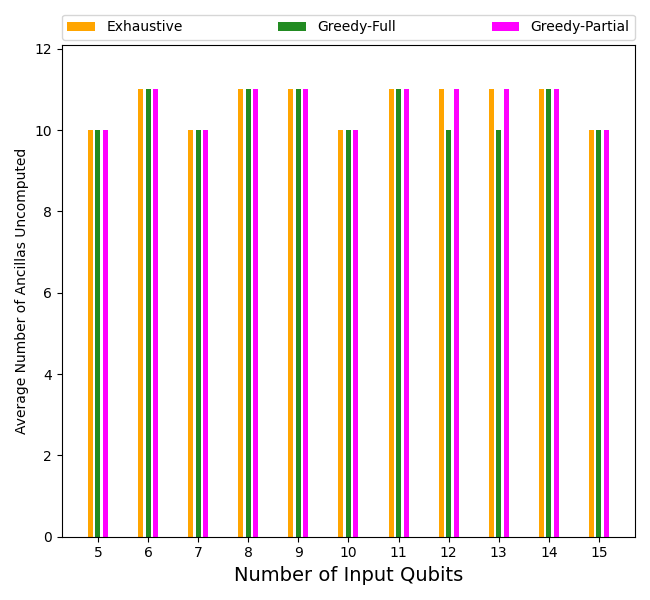 Exhaustive Greedy-Full Greedy-Partial
12
10
8
6
4
2
0
Average Number of Ancillas Uncomputed
5 6 7 8 9 10 11 12 13 14 15
Number of Input Qubits